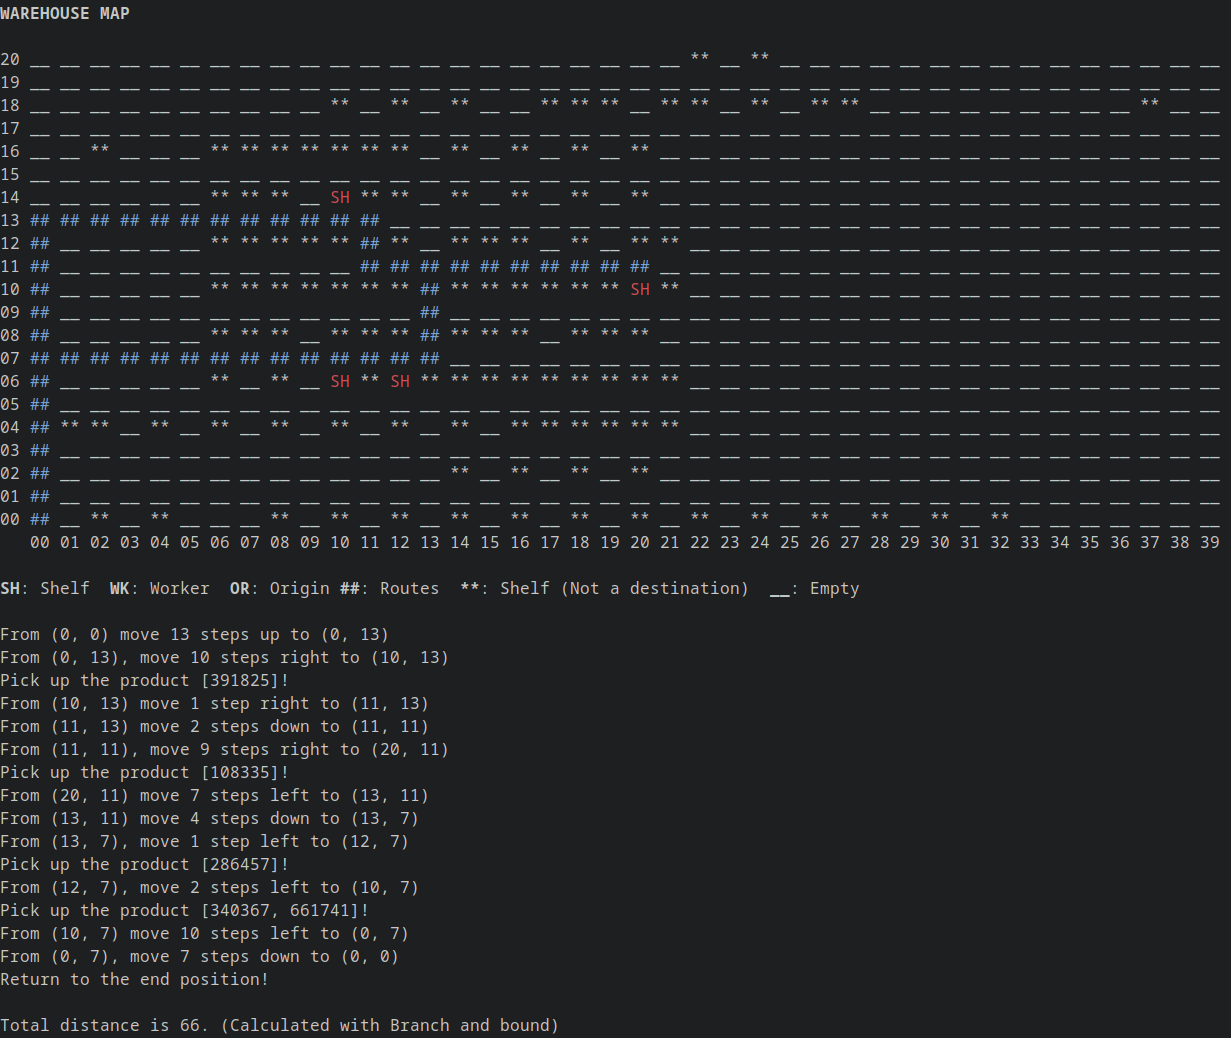 WAREHOUSE MAP
20 __ __ __ __ __ __ __ __ __ __ __ __ __ __ __ __ __ __ __ __ __ __ ** __ ** __ __ __ __ __ __ __ __ __ __ __ __ __ __ __
19 __ __ __ __ __ __ __ __ __ __ __ __ __ __ __ __ __ __ __ __ __ __ __ __ __ __ __ __ __ __ __ __ __ __ __ __ __ __ __ __
18 __ __ __ __ __ __ __ __ __ __ ** __ ** __ ** __ __ ** ** ** __ ** ** __ ** __ ** ** __ __ __ __ __ __ __ __ __ ** __ __
17 __ __ __ __ __ __ __ __ __ __ __ __ __ __ __ __ __ __ __ __ __ __ __ __ __ __ __ __ __ __ __ __ __ __ __ __ __ __ __ __
16 __ __ ** __ __ __ ** ** ** ** ** ** ** __ ** __ ** __ ** __ ** __ __ __ __ __ __ __ __ __ __ __ __ __ __ __ __ __ __ __
15 __ __ __ __ __ __ __ __ __ __ __ __ __ __ __ __ __ __ __ __ __ __ __ __ __ __ __ __ __ __ __ __ __ __ __ __ __ __ __ __
14 __ __ __ __ __ __ ** ** ** __ SH ** ** __ ** __ ** __ ** __ ** __ __ __ __ __ __ __ __ __ __ __ __ __ __ __ __ __ __ __
13 ## ## ## ## ## ## ## ## ## ## ## ## __ __ __ __ __ __ __ __ __ __ __ __ __ __ __ __ __ __ __ __ __ __ __ __ __ __ __ __
12 ## __ __ __ __ __ ** ** ** ** ** ## ** __ ** ** ** __ ** __ ** ** __ __ __ __ __ __ __ __ __ __ __ __ __ __ __ __ __ __
11 ## __ __ __ __ __ __ __ __ __ __ ## ## ## ## ## ## ## ## ## ## __ __ __ __ __ __ __ __ __ __ __ __ __ __ __ __ __ __ __
10 ## __ __ __ __ __ ** ** ** ** ** ** ** ## ** ** ** ** ** ** SH ** __ __ __ __ __ __ __ __ __ __ __ __ __ __ __ __ __ __
09 ## __ __ __ __ __ __ __ __ __ __ __ __ ## __ __ __ __ __ __ __ __ __ __ __ __ __ __ __ __ __ __ __ __ __ __ __ __ __ __
08 ## __ __ __ __ __ ** ** ** __ ** ** ** ## ** ** ** __ ** ** ** __ __ __ __ __ __ __ __ __ __ __ __ __ __ __ __ __ __ __
07 ## ## ## ## ## ## ## ## ## ## ## ## ## ## __ __ __ __ __ __ __ __ __ __ __ __ __ __ __ __ __ __ __ __ __ __ __ __ __ __
06 ## __ __ __ __ __ ** __ ** __ SH ** SH ** ** ** ** ** ** ** ** ** __ __ __ __ __ __ __ __ __ __ __ __ __ __ __ __ __ __
05 ## __ __ __ __ __ __ __ __ __ __ __ __ __ __ __ __ __ __ __ __ __ __ __ __ __ __ __ __ __ __ __ __ __ __ __ __ __ __ __
04 ## ** ** __ ** __ ** __ ** __ ** __ ** __ ** __ ** ** ** ** ** ** __ __ __ __ __ __ __ __ __ __ __ __ __ __ __ __ __ __
03 ## __ __ __ __ __ __ __ __ __ __ __ __ __ __ __ __ __ __ __ __ __ __ __ __ __ __ __ __ __ __ __ __ __ __ __ __ __ __ __
02 ## __ __ __ __ __ __ __ __ __ __ __ __ __ ** __ ** __ ** __ ** __ __ __ __ __ __ __ __ __ __ __ __ __ __ __ __ __ __ __
01 ## __ __ __ __ __ __ __ __ __ __ __ __ __ __ __ __ __ __ __ __ __ __ __ __ __ __ __ __ __ __ __ __ __ __ __ __ __ __ __
00 ## __ ** __ ** __ __ __ ** __ ** __ ** __ ** __ ** __ ** __ ** __ ** __ ** __ ** __ ** __ ** __ ** __ __ __ __ __ __ __
00 01 02 03 04 05 06 07 08 09 10 11 12 13 14 15 16 17 18 19 20 21 22 23 24 25 26 27 28 29 30 31 32 33 34 35 36 37 38 39
SH: Shelf  WK: Worker  OR: Origin ##: Routes  **: Shelf (Not a destination)  __: Empty
From (0, 0) move 13 steps up to (0, 13)
From (0, 13), move 10 steps right to (10, 13)
Pick up the product [391825]!
From (10, 13) move 1 step right to (11, 13)
From (11, 13) move 2 steps down to (11, 11)
From (11, 11), move 9 steps right to (20, 11)
Pick up the product [108335]!
From (20, 11) move 7 steps left to (13, 11)
From (13, 11) move 4 steps down to (13, 7)
From (13, 7), move 1 step left to (12, 7)
Pick up the product [286457]!
From (12, 7), move 2 steps left to (10, 7)
Pick up the product [340367, 661741]!
From (10, 7) move 10 steps left to (0, 7)
From (0, 7), move 7 steps down to (0, 0)
Return to the end position!
Total distance is 66. (Calculated with Branch and bound)